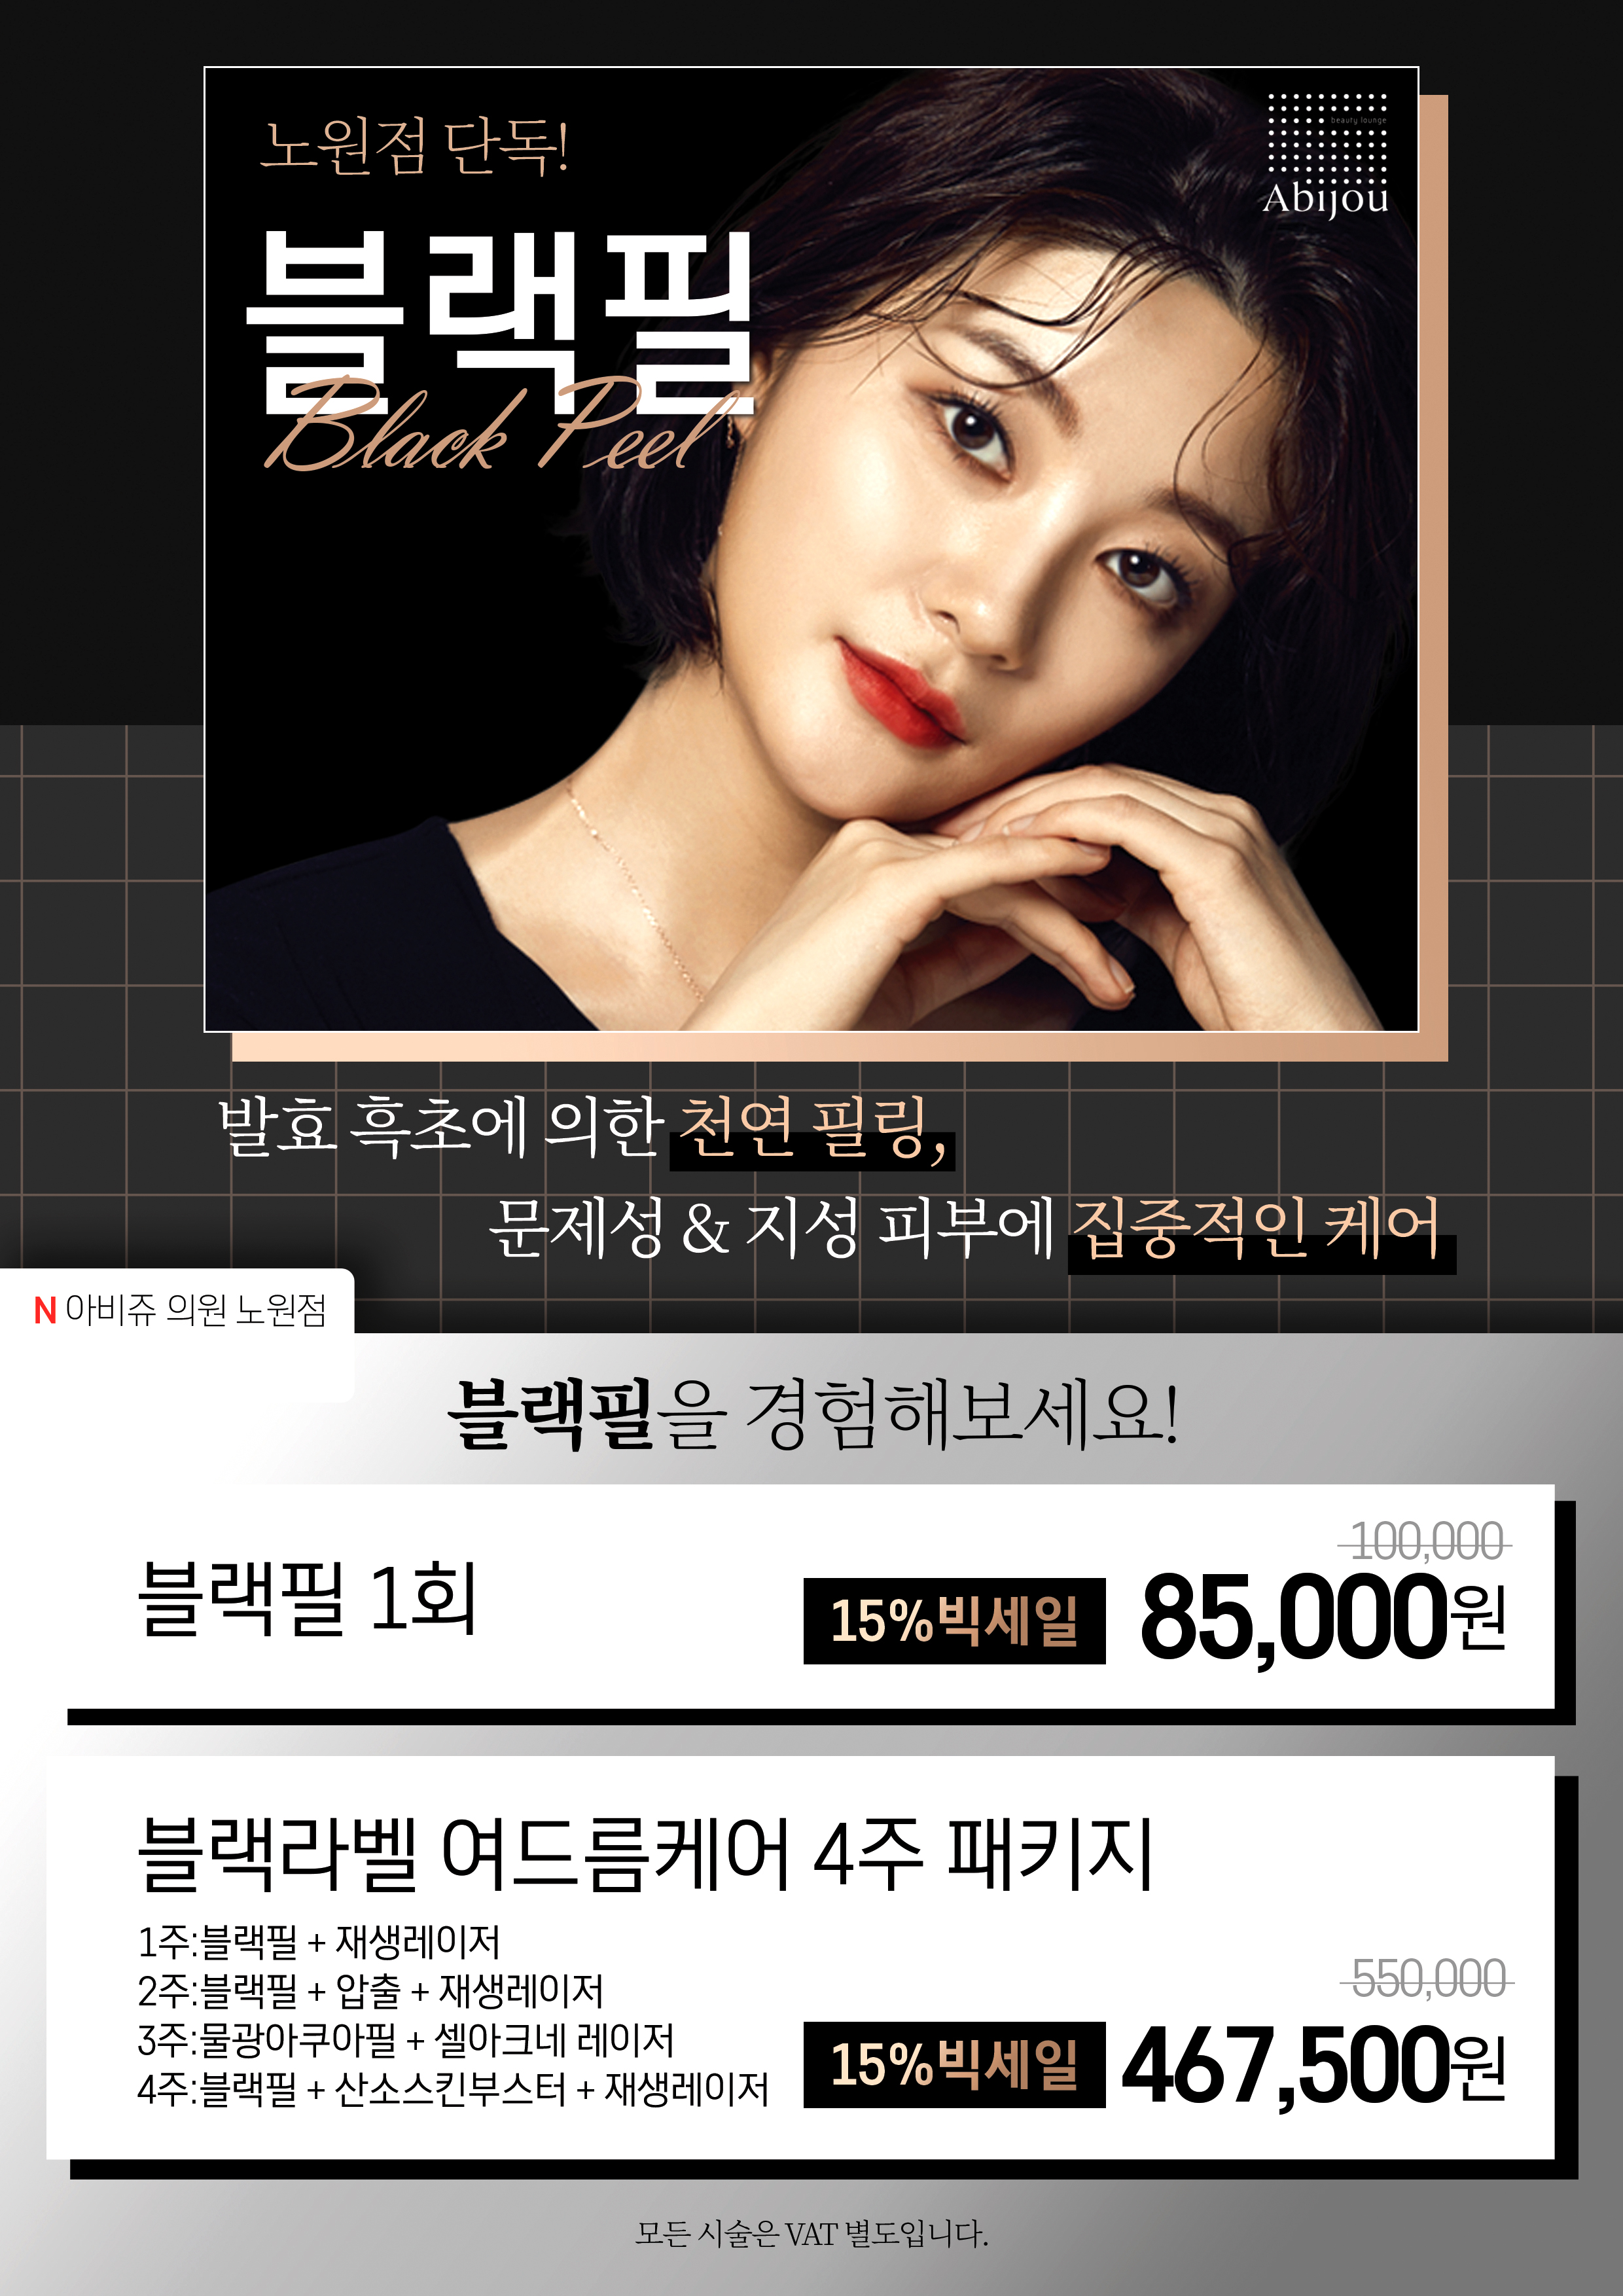 노원점 단독!
beauty lounge
Abijou
블랙필
Black Peel
발효 흑초에 의한 천연 필링,
문제성 & 지성 피부에 집중적인 케어
N 아비쥬 의원 노원점
블랙필을 경험해보세요!
100,000
블랙필 1회 15%빅세일 85,000원
블랙라벨 여드름케어 4주 패키지
1주:블랙필 + 재생레이저
2주:블랙필 + 압출 + 재생레이저
3주:물광아쿠아필 + 셀아크네 레이저
4주:블랙필 + 산소스킨부스터 + 재생레이저
550,000
15%빅세일 467,500원
모든 시술은 VAT 별도입니다.